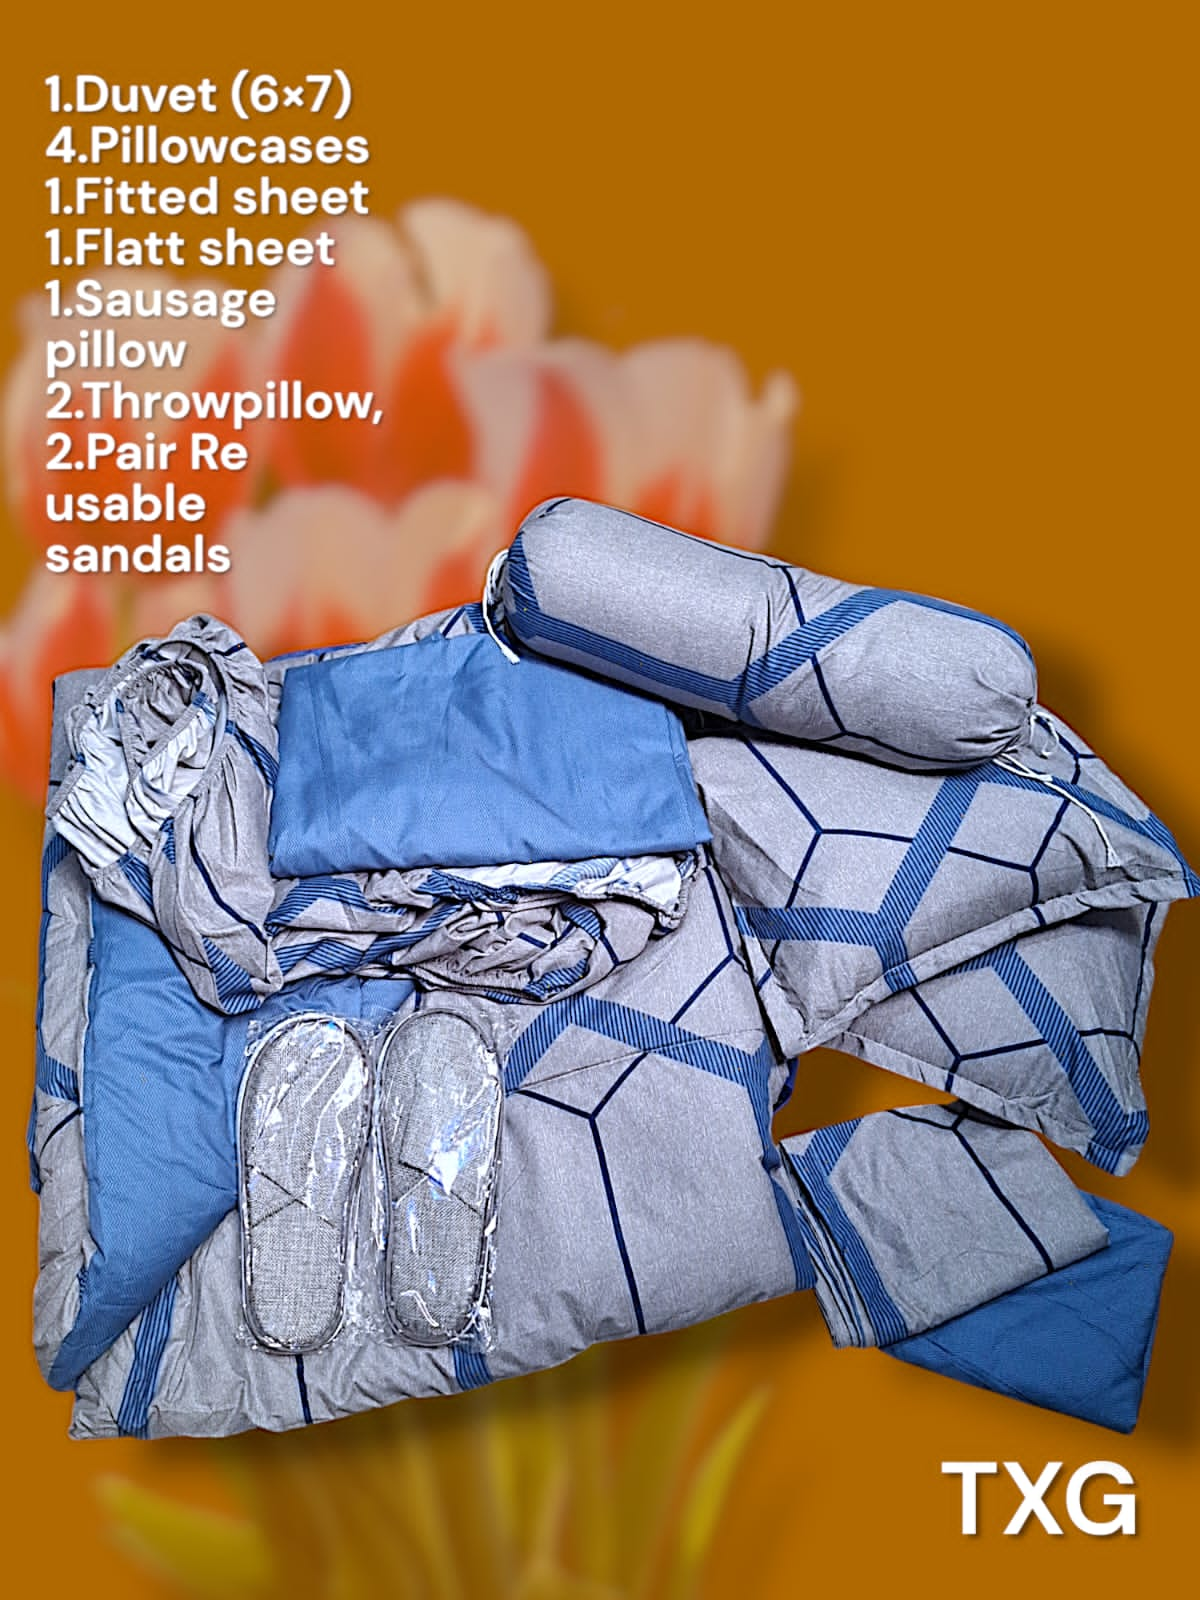 1.Duvet (6×7)
4.Pillowcases
1.Fitted sheet
1.Flatt sheet
1.Sausage
pillow
2.Throwpillow,
2.Pair Re
usable
sandals
TXG